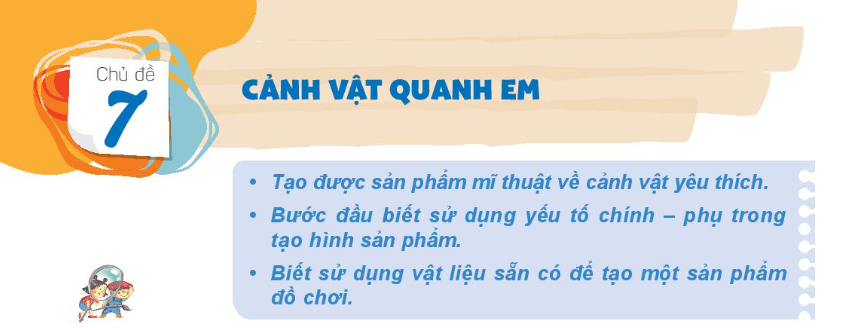 Chủ đề
7
CẢNH VẬT QUANH EM
• Tạo được sản phẩm mĩ thuật về cảnh vật yêu thích.
• Bước đầu biết sử dụng yếu tố chính – phụ trong
tạo hình sản phẩm.
• Biết sử dụng vật liệu sẵn có để tạo một sản phẩm
đồ chơi.